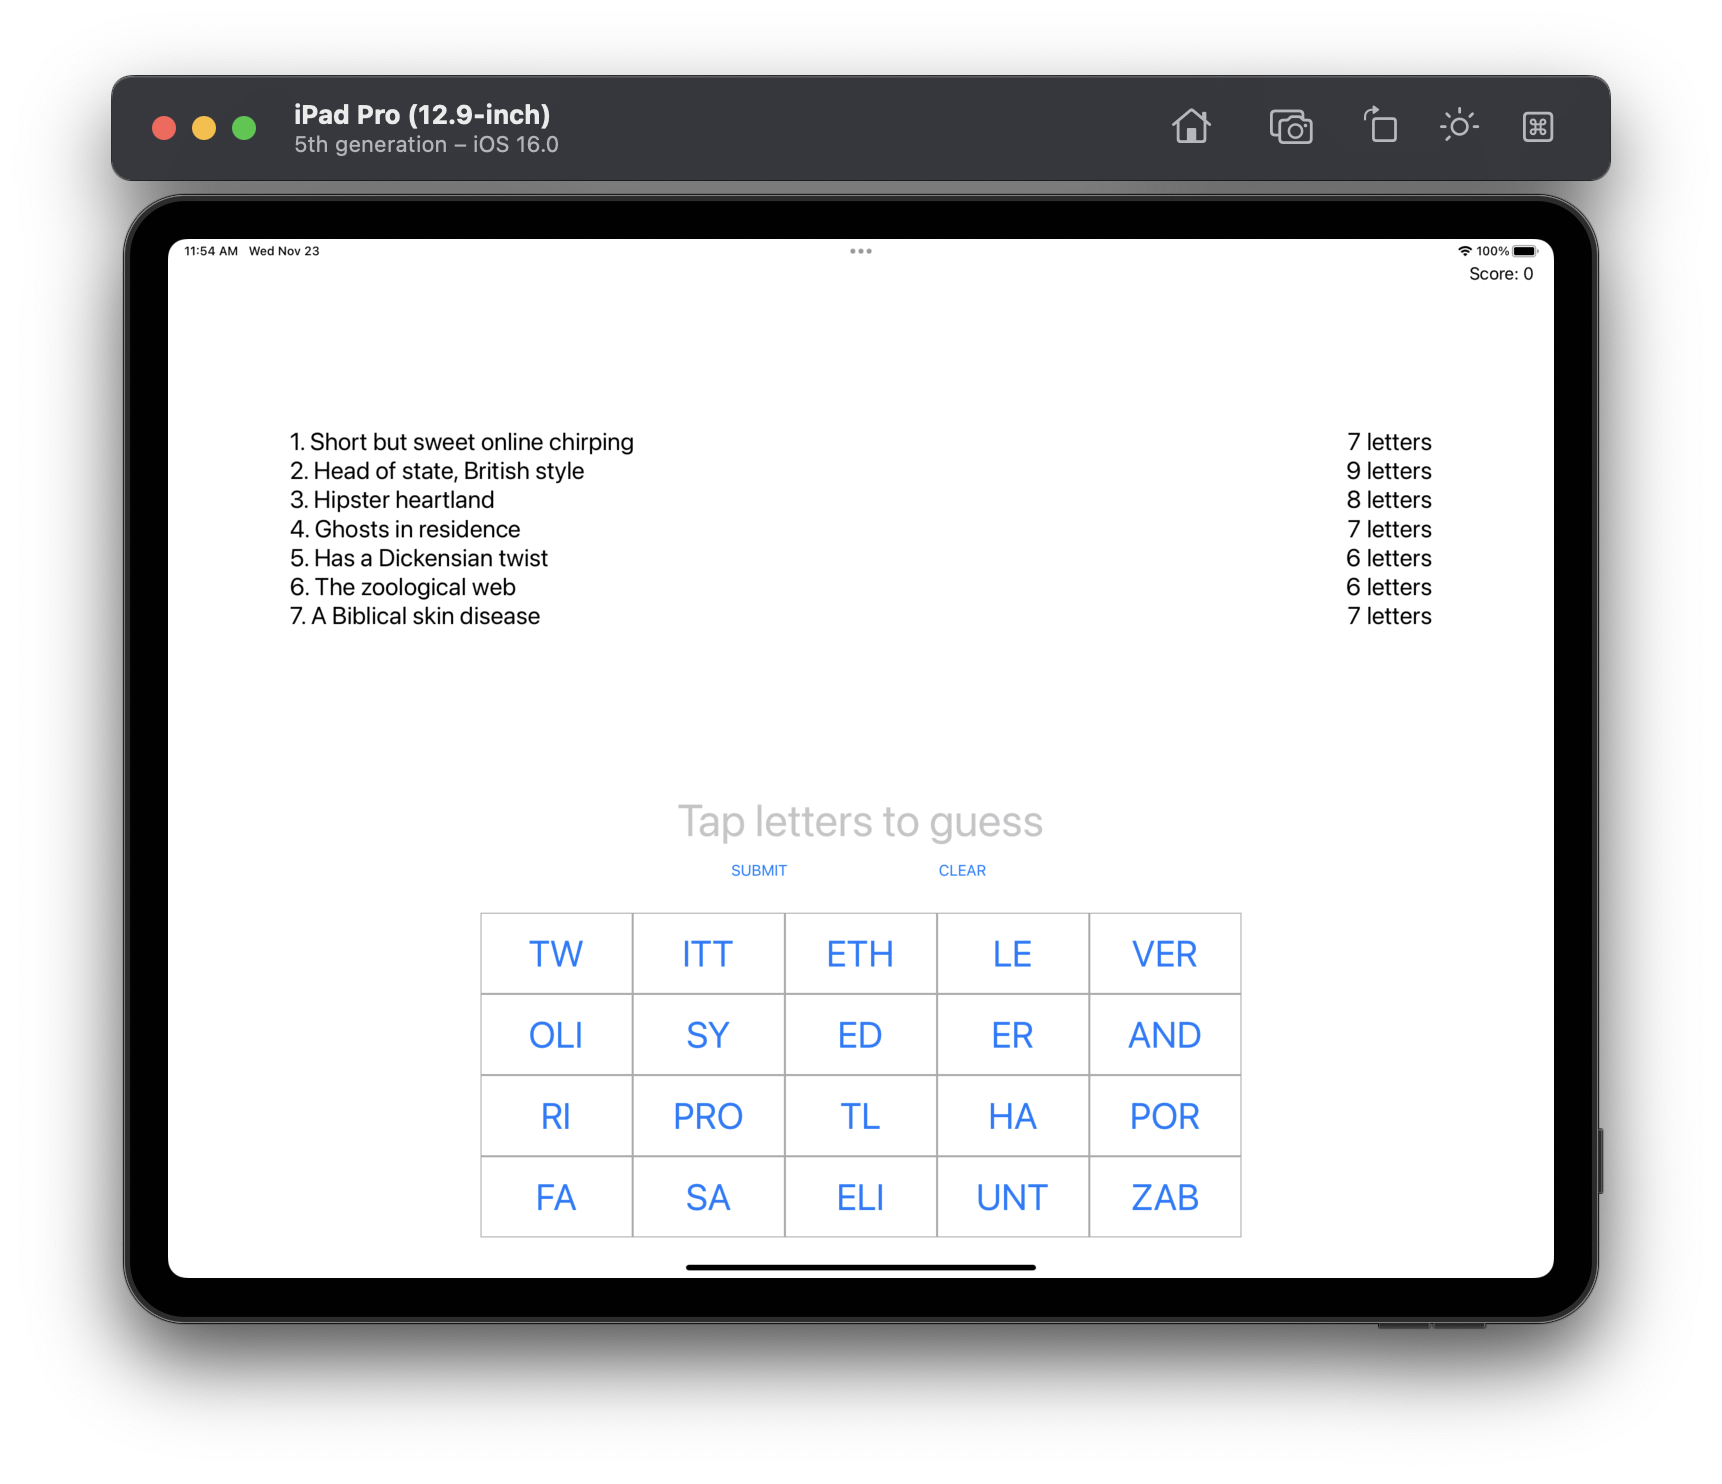 iPad Pro (12.9-inch)
5th generation – iOS 16.0
11:54 AM Wed Nov 23
100%
Score: 0
1. Short but sweet online chirping 7 letters
2. Head of state, British style 9 letters
3. Hipster heartland 8 letters
4. Ghosts in residence 7 letters
5. Has a Dickensian twist 6 letters
6. The zoological web 6 letters
7. A Biblical skin disease 7 letters
Tap letters to guess
SUBMIT CLEAR
TW ITT ETH LE VER
OLI SY ED ER AND
RI PRO TL HA POR
FA SA ELI UNT ZAB